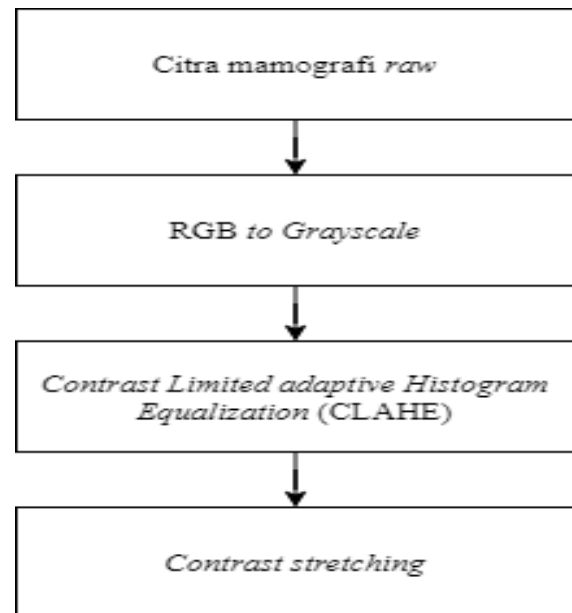 Citra mamografi raw
RGB to Grayscale
Contrast Limited adaptive Histogram
Equalization (CLAHE)
Contrast stretching